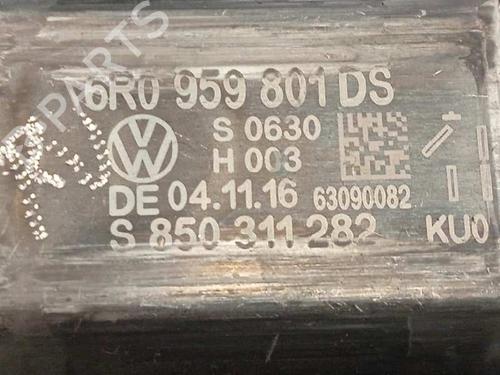 6R0 959 801 DS
S 0630
H 003
DE 04.11.16 63090082
S 850 311 282 KU0